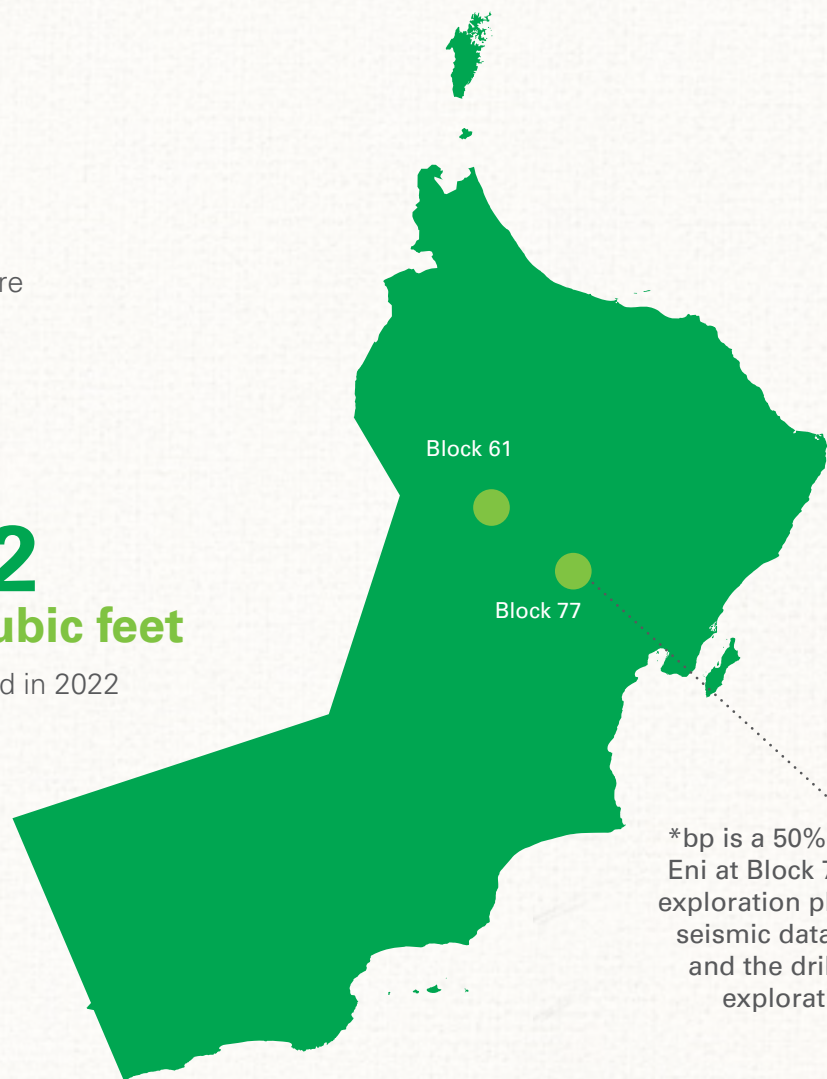 re
Block 61
2
ubic feet
Block 77
d in 2022
*bp is a 50%
Eni at Block 7
exploration pl
seismic data
and the dril
explorat